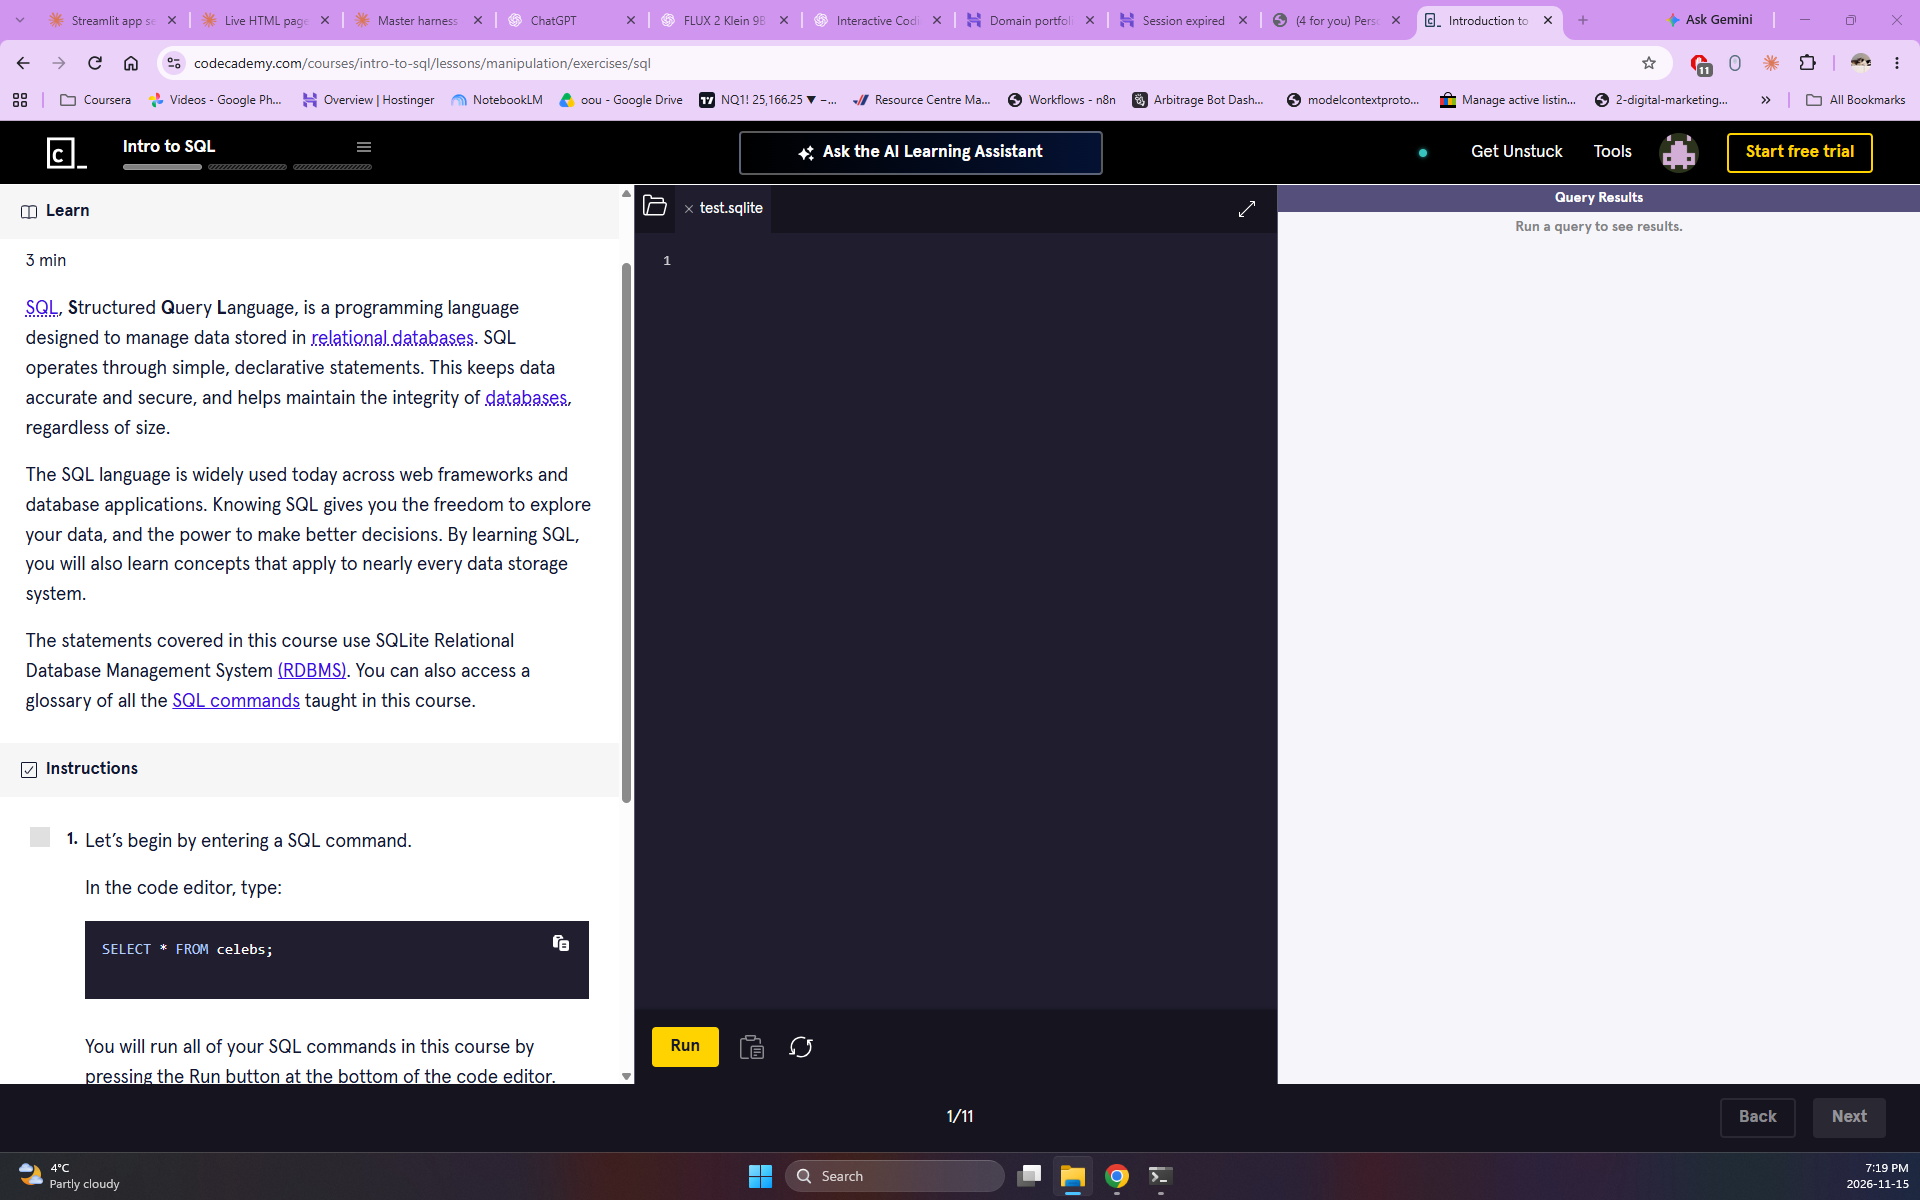 Streamlit app se
Live HTML page
Master harness
ChatGPT
FLUX 2 Klein 9B
Interactive Codi
Domain portfoli
Session expired
(4 for you) Pers
Introduction to
Ask Gemini
codecademy.com/courses/intro-to-sql/lessons/manipulation/exercises/sql
11
Coursera
Videos - Google Ph...
Overview | Hostinger
NotebookLM
oou - Google Drive
NQ1! 25,166.25 ▼ −...
Resource Centre Ma...
Workflows - n8n
Arbitrage Bot Dash...
modelcontextproto...
Manage active listin...
2-digital-marketing...
»
All Bookmarks
Intro to SQL
Ask the AI Learning Assistant
Get Unstuck
Tools
Start free trial
Learn
3 min
SQL, Structured Query Language, is a programming language
designed to manage data stored in relational databases. SQL
operates through simple, declarative statements. This keeps data
accurate and secure, and helps maintain the integrity of databases,
regardless of size.
The SQL language is widely used today across web frameworks and
database applications. Knowing SQL gives you the freedom to explore
your data, and the power to make better decisions. By learning SQL,
you will also learn concepts that apply to nearly every data storage
system.
The statements covered in this course use SQLite Relational
Database Management System (RDBMS). You can also access a
glossary of all the SQL commands taught in this course.
Instructions
1. Let’s begin by entering a SQL command.
In the code editor, type:
SELECT * FROM celebs;
You will run all of your SQL commands in this course by
pressing the Run button at the bottom of the code editor.
test.sqlite
1
Run
Query Results
Run a query to see results.
1/11
Back
Next
4°C
Partly cloudy
Search
7:19 PM
2026-11-15